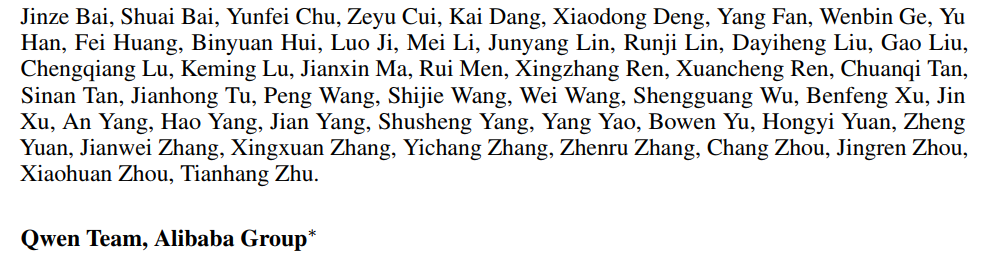 Jinze Bai, Shuai Bai, Yunfei Chu, Zeyu Cui, Kai Dang, Xiaodong Deng, Yang Fan, Wenbin Ge, Yu
Han, Fei Huang, Binyuan Hui, Luo Ji, Mei Li, Junyang Lin, Runji Lin, Dayiheng Liu, Gao Liu,
Chengqiang Lu, Keming Lu, Jianxin Ma, Rui Men, Xingzhang Ren, Xuancheng Ren, Chuanqi Tan,
Sinan Tan, Jianhong Tu, Peng Wang, Shijie Wang, Wei Wang, Shengguang Wu, Benfeng Xu, Jin
Xu, An Yang, Hao Yang, Jian Yang, Shusheng Yang, Yang Yao, Bowen Yu, Hongyi Yuan, Zheng
Yuan, Jianwei Zhang, Xingxuan Zhang, Yichang Zhang, Zhenru Zhang, Chang Zhou, Jingren Zhou,
Xiaohuan Zhou, Tianhang Zhu.
Qwen Team, Alibaba Group*